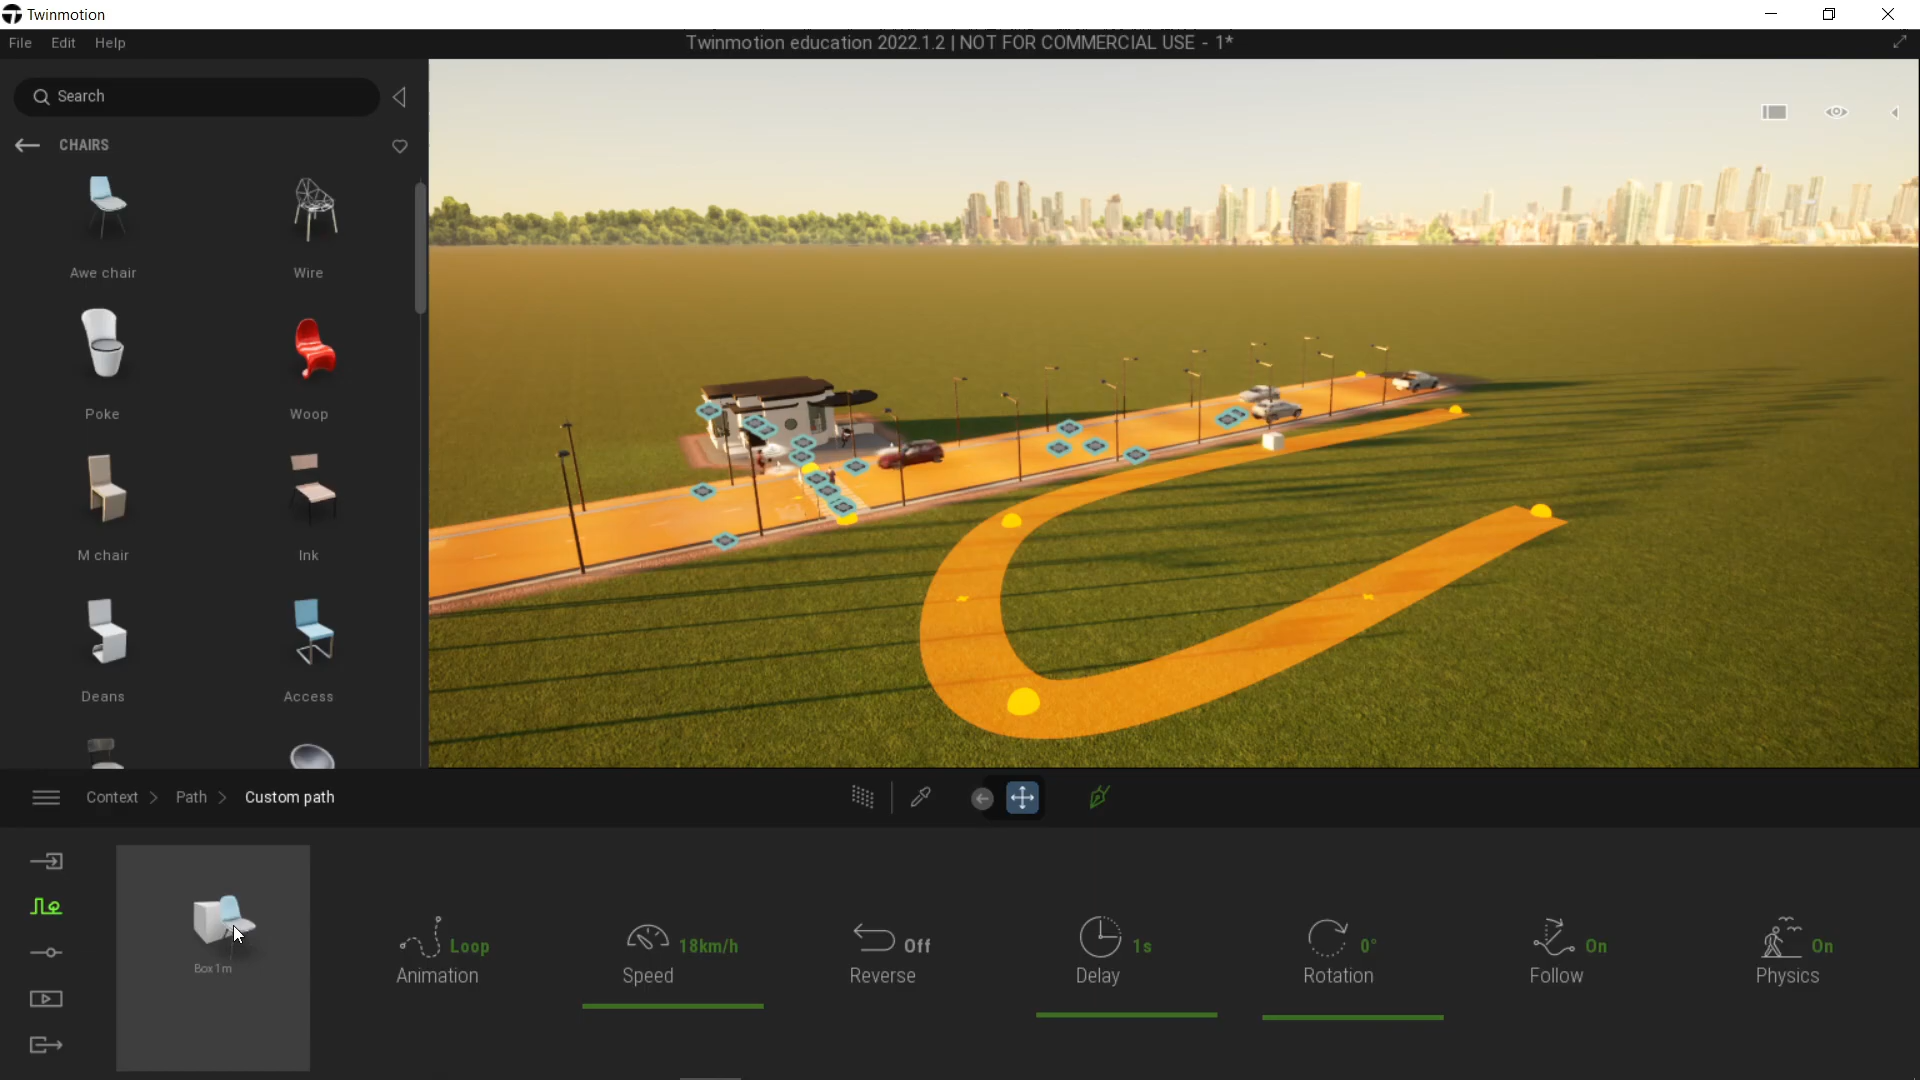 Twinmotion
File Edit Help
Twinmotion education 2022.1.2 | NOT FOR COMMERCIAL USE - 1*
Search
CHAIRS
Awe chair Wire
Poke Woop
M chair Ink
Deans Access
Context Path Custom path
Box 1 m
Loop
Animation
18km/h
Speed
Off
Reverse
1s
Delay
0°
Rotation
On
Follow
On
Physics